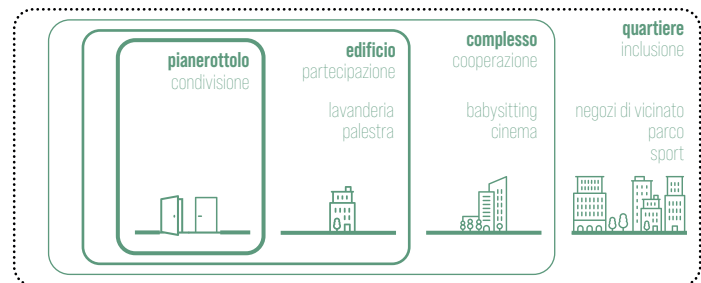 pianerottolo
condivisione
edificio
partecipazione
lavanderia
palestra
complesso
cooperazione
babysitting
cinema
quartiere
inclusione
negozi di vicinato
parco
sport